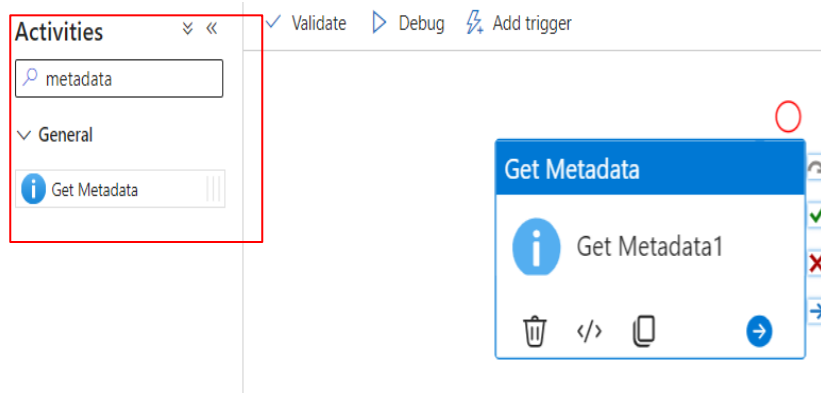 Activities
metadata
General
Get Metadata
Validate
Debug
Add trigger
Get Metadata
Get Metadata1